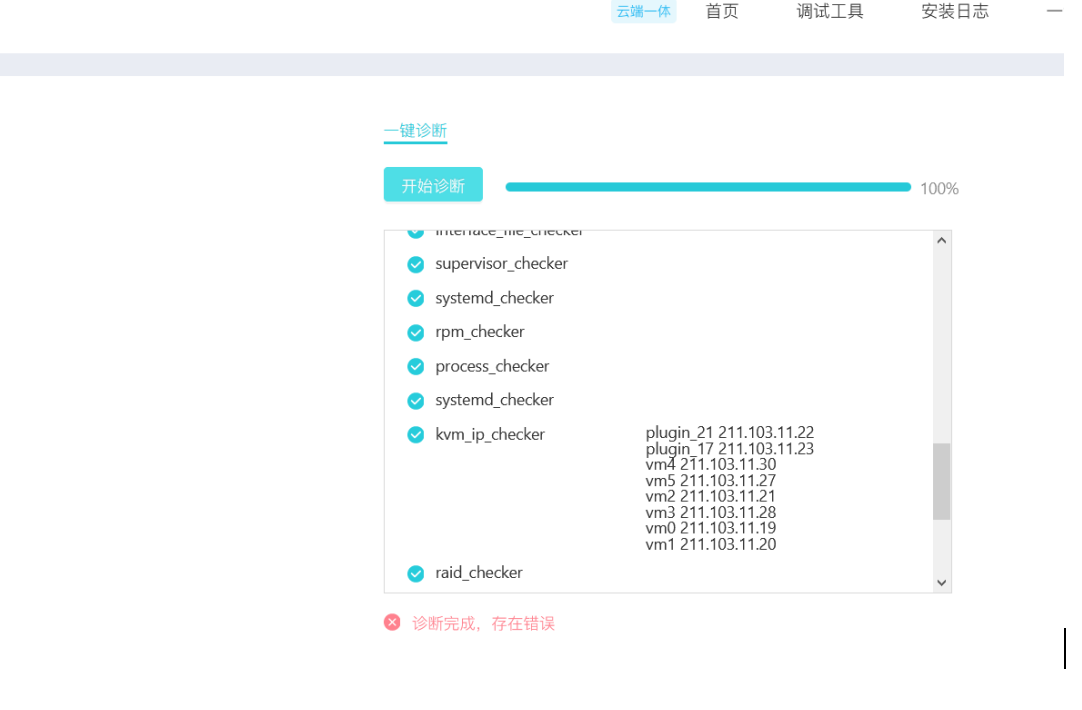 云端一体
首页
调试工具
安装日志
一键诊断
开始诊断
100%
interface_file_checker
supervisor_checker
systemd_checker
rpm_checker
process_checker
systemd_checker
kvm_ip_checker
plugin_21 211.103.11.22
plugin_17 211.103.11.23
vm4 211.103.11.30
vm5 211.103.11.27
vm2 211.103.11.21
vm3 211.103.11.28
vm0 211.103.11.19
vm1 211.103.11.20
raid_checker
诊断完成，存在错误